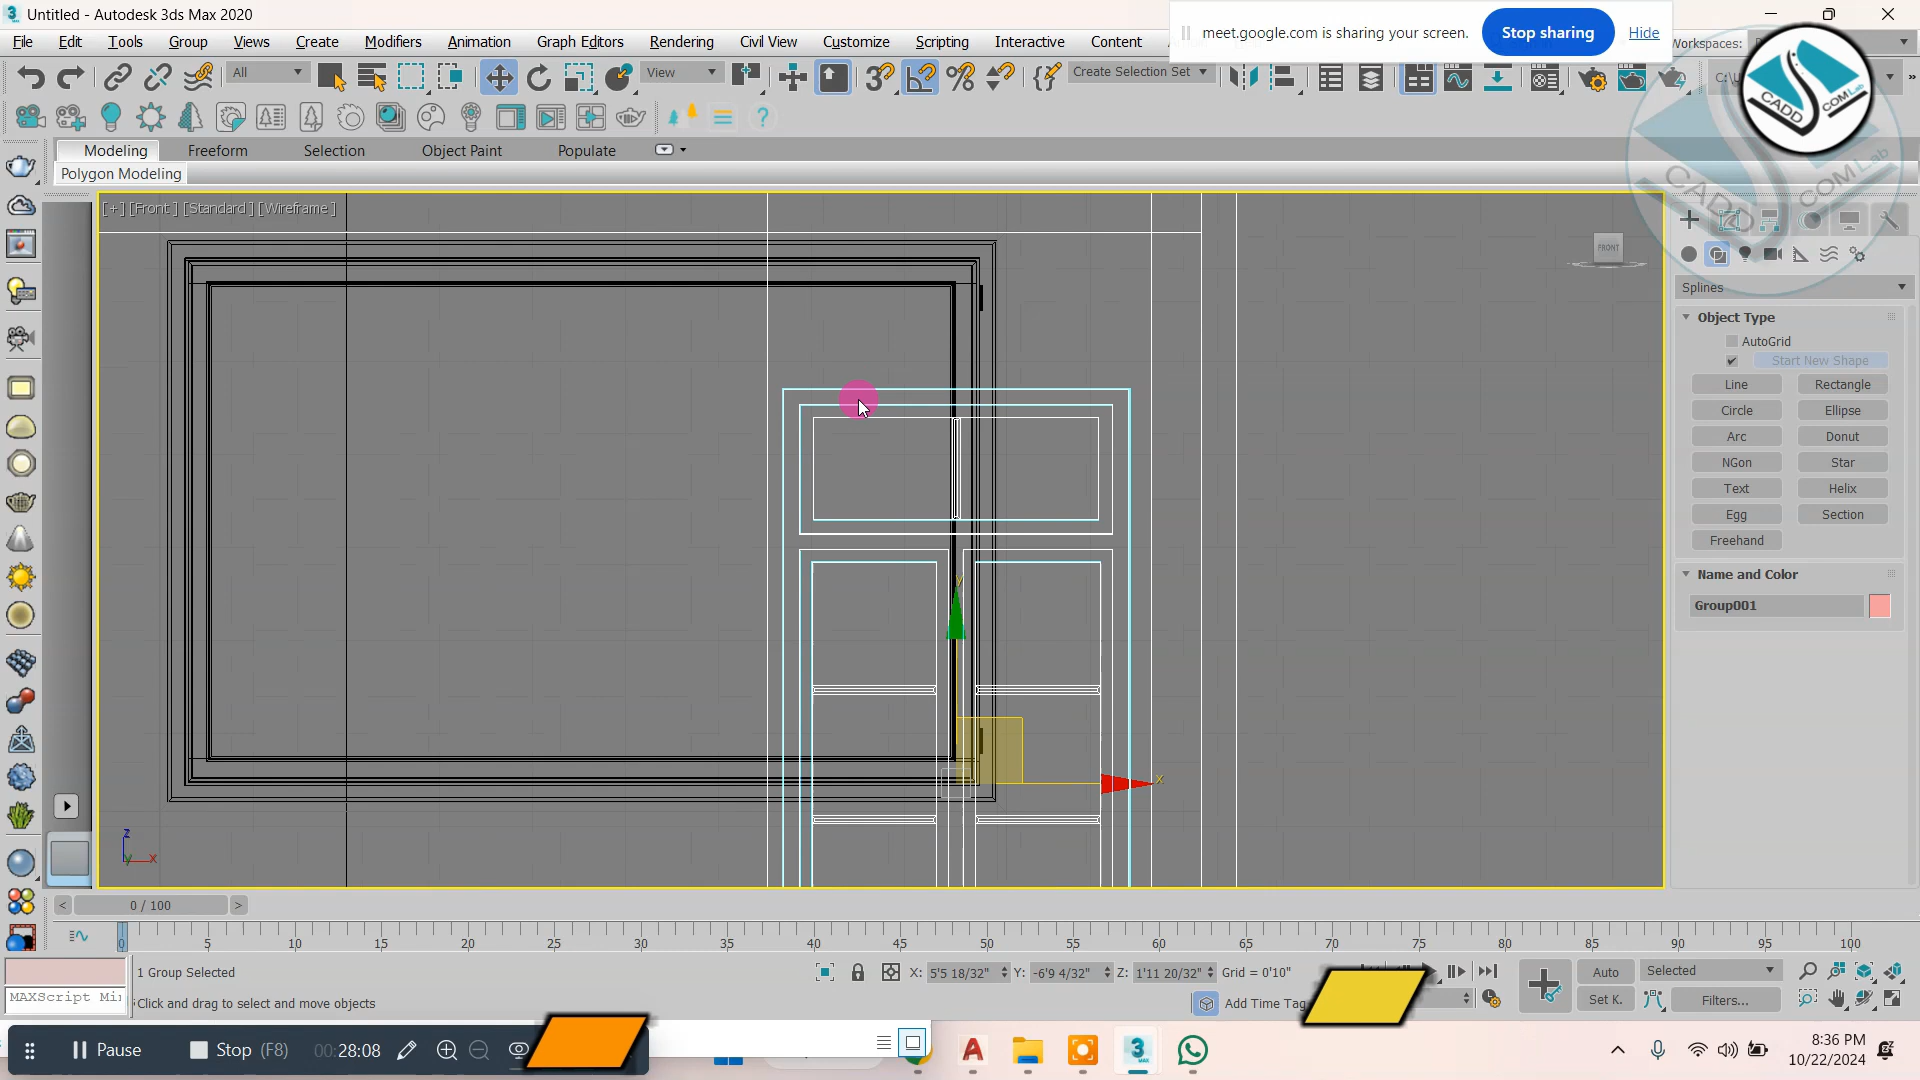 Untitled - Autodesk 3ds Max 2020
meet.google.com is sharing your screen.
Stop sharing
Hide
File Edit Tools Group Views Create Modifiers Animation Graph Editors Rendering Civil View Customize Scripting Interactive Content
Workspaces:
All
View
Create Selection Set
CADD COM Lab
CADD COM Lab
Modeling Freeform Selection Object Paint Populate
Polygon Modeling
[+] [Front ] [Standard ] [Wireframe ]
FRONT
Splines
Object Type
AutoGrid
Start New Shape
Line Rectangle
Circle Ellipse
Arc Donut
NGon Star
Text Helix
Egg Section
Freehand
Name and Color
Group001
y
x
z
y x
0 / 100
0 5 10 15 20 25 30 35 40 45 50 55 60 65 70 75 80 85 90 95 100
1 Group Selected
X: 5'5 18/32" Y: -6'9 4/32" Z: 1'11 20/32" Grid = 0'10"
Auto
Selected
MAXScript Mi
Click and drag to select and move objects
Add Time Tag
Set K.
Filters...
Pause
Stop (F8)
00:28:08
8:36 PM
10/22/2024